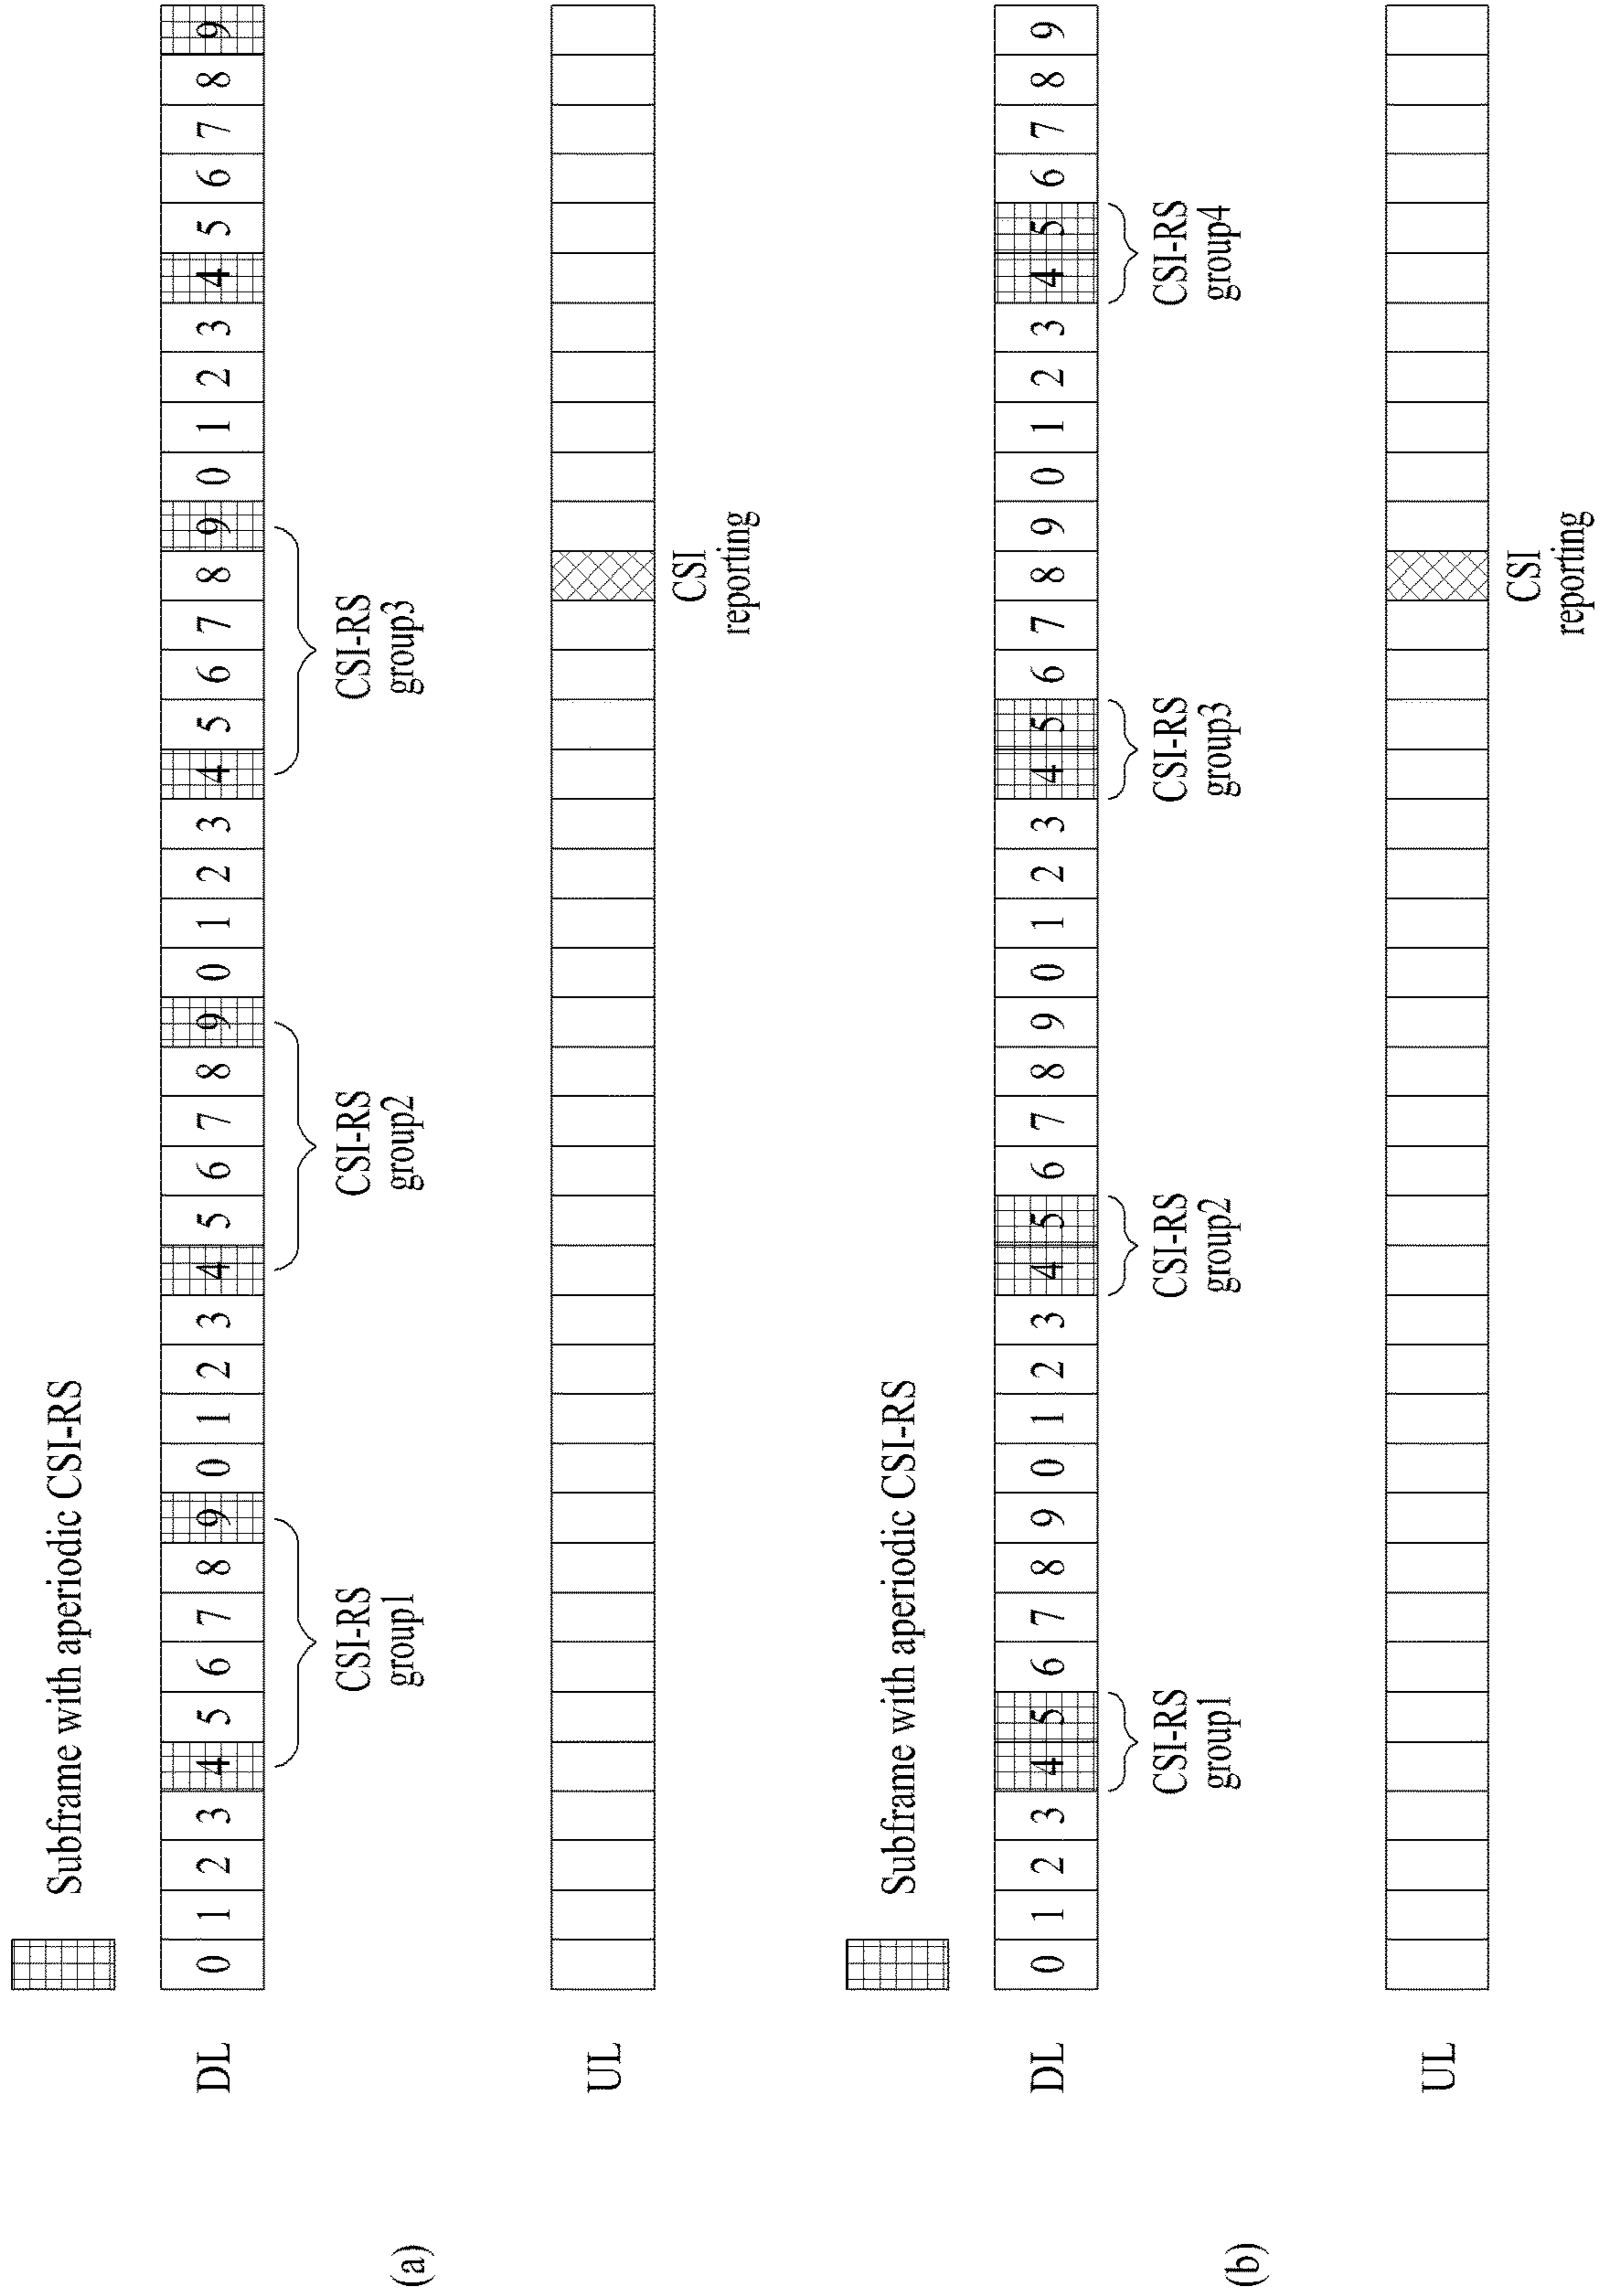 Subframe with aperiodic CSI-RS
DL
0 1 2 3 4 5 6 7 8 9 0 1 2 3 4 5 6 7 8 9 0 1 2 3 4 5 6 7 8 9 0 1 2 3 4 5 6 7 8 9
CSI-RS
group1
CSI-RS
group2
CSI-RS
group3
(a)
UL
CSI
reporting
Subframe with aperiodic CSI-RS
DL
0 1 2 3 4 5 6 7 8 9 0 1 2 3 4 5 6 7 8 9 0 1 2 3 4 5 6 7 8 9 0 1 2 3 4 5 6 7 8 9
CSI-RS
group1
CSI-RS
group2
CSI-RS
group3
CSI-RS
group4
(b)
UL
CSI
reporting